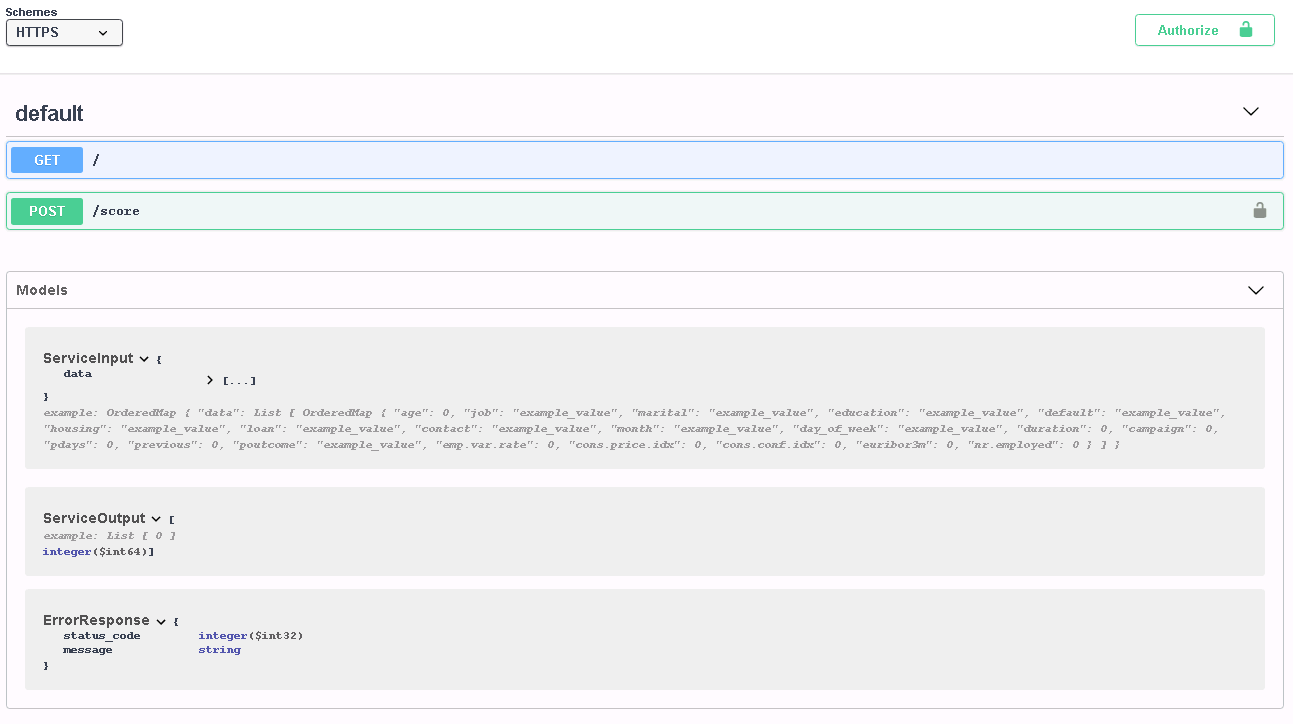 Schemes
HTTPS
Authorize
default
GET /
POST /score
Models
ServiceInput {
data [...]
}
example: OrderedMap { "data": List [ OrderedMap { "age": 0, "job": "example_value", "marital": "example_value", "education": "example_value", "default": "example_value",
"housing": "example_value", "loan": "example_value", "contact": "example_value", "month": "example_value", "day_of_week": "example_value", "duration": 0, "campaign": 0,
"pdays": 0, "previous": 0, "poutcome": "example_value", "emp.var.rate": 0, "cons.price.idx": 0, "cons.conf.idx": 0, "euribor3m": 0, "nr.employed": 0 } ] }
ServiceOutput [
example: List [ 0 ]
integer($int64)]
ErrorResponse {
status_code integer($int32)
message string
}